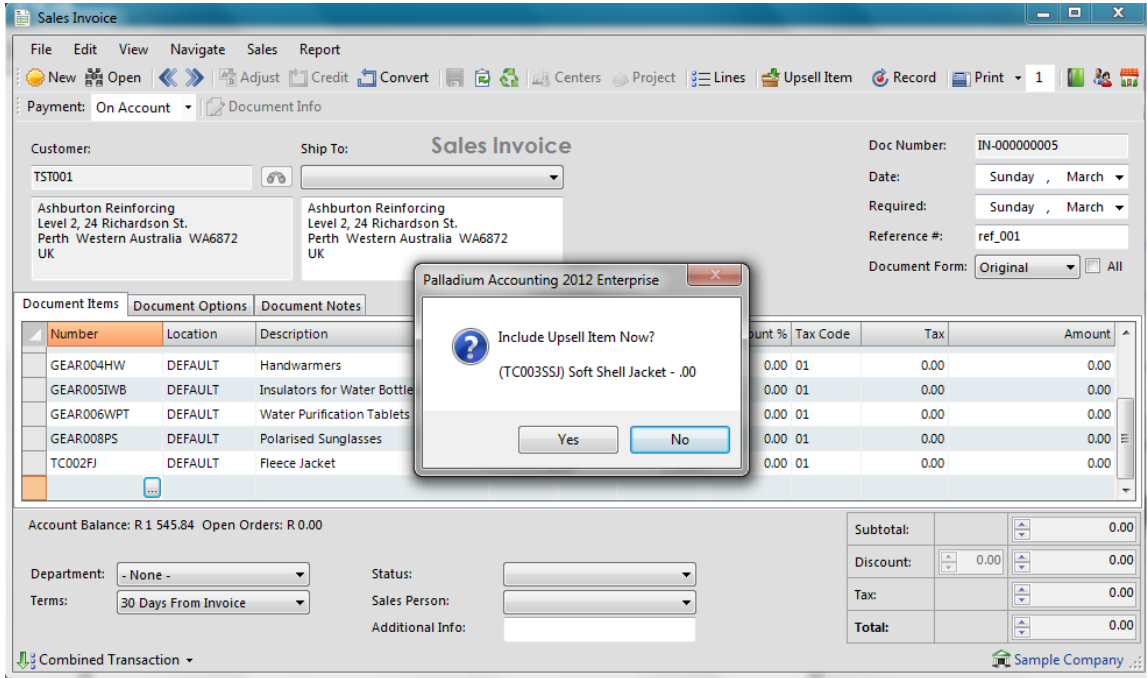 Sales Invoice
File Edit View Navigate Sales Report
New Open Adjust Credit Convert Centers Project Lines Upsell Item Record Print 1
Payment: On Account Document Info
Sales Invoice
Customer: Ship To: Doc Number: IN-000000005
TST001 Date: Sunday , March
Ashburton Reinforcing Ashburton Reinforcing Required: Sunday , March
Level 2, 24 Richardson St. Level 2, 24 Richardson St.
Perth Western Australia WA6872 Perth Western Australia WA6872 Reference #: ref_001
UK UK
Document Form: Original All
Palladium Accounting 2012 Enterprise
Include Upsell Item Now?
(TC003SSJ) Soft Shell Jacket - .00
Yes No
Document Items Document Options Document Notes
Number Location Description ount % Tax Code Tax Amount
GEAR004HW DEFAULT Handwarmers 0.00 01 0.00 0.00
GEAR005IWB DEFAULT Insulators for Water Bottle 0.00 01 0.00 0.00
GEAR006WPT DEFAULT Water Purification Tablets 0.00 01 0.00 0.00
GEAR008PS DEFAULT Polarised Sunglasses 0.00 01 0.00 0.00
TC002FJ DEFAULT Fleece Jacket 0.00 01 0.00 0.00
...
Account Balance: R 1 545.84 Open Orders: R 0.00
Subtotal: 0.00
Discount: 0.00 0.00
Department: - None - Status:
Tax: 0.00
Terms: 30 Days From Invoice Sales Person:
Additional Info:
Total: 0.00
Combined Transaction Sample Company